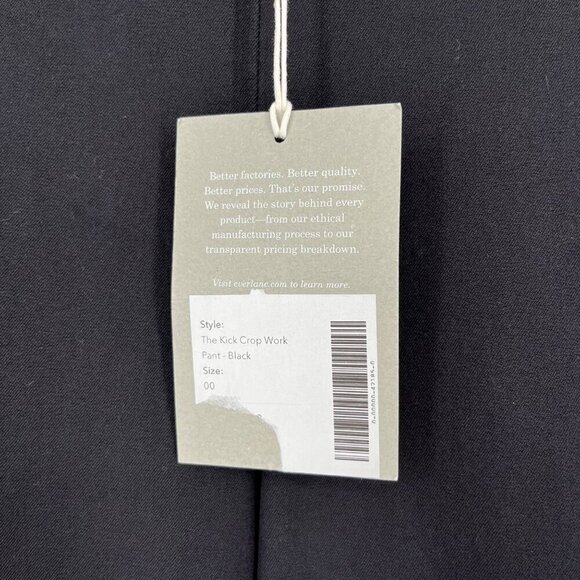 Better factories. Better quality.
Better prices. That's our promise.
We reveal the story behind every
product—from our ethical
manufacturing process to our
transparent pricing breakdown.
Visit everlane.com to learn more.
Style:
The Kick Crop Work
Pant - Black
Size:
00